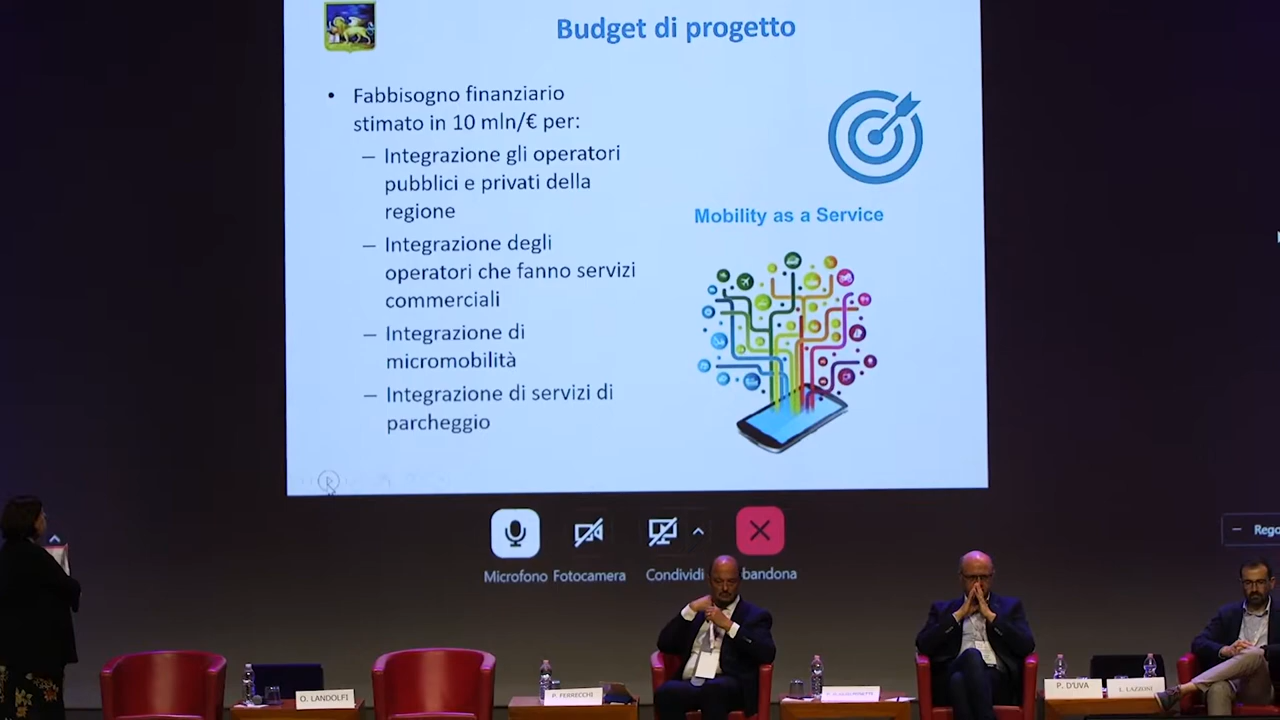 Budget di progetto
• Fabbisogno finanziario
stimato in 10 mln/€ per:
– Integrazione gli operatori
pubblici e privati della
regione
– Integrazione degli
operatori che fanno servizi
commerciali
– Integrazione di
micromobilità
– Integrazione di servizi di
parcheggio
Mobility as a Service
Microfono Fotocamera Condividi bandona
Rego
O. LANDOLFI
P. FERRECCHI
P. D'UVA
L. LAZZONI